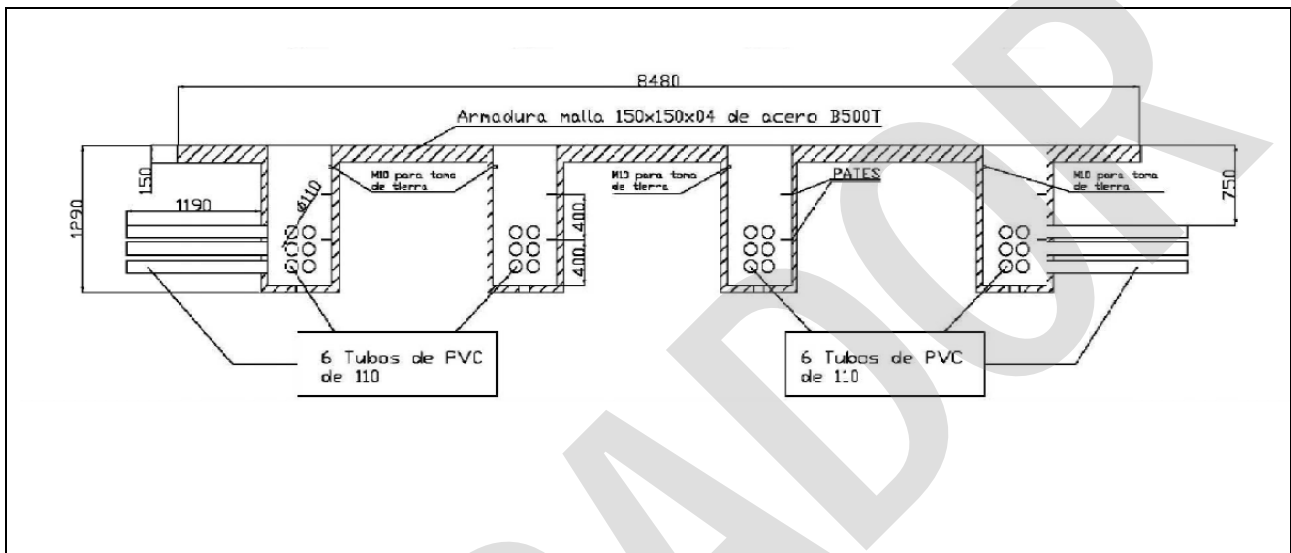 8480
Armadura malla 150x150x04 de acero B500T
1290
150
1190
Ø110
M10 para toma
de tierra
400
400
M10 para toma
de tierra
PATES
M10 para toma
de tierra
750
6 Tubos de PVC
de 110
6 Tubos de PVC
de 110
ADOR